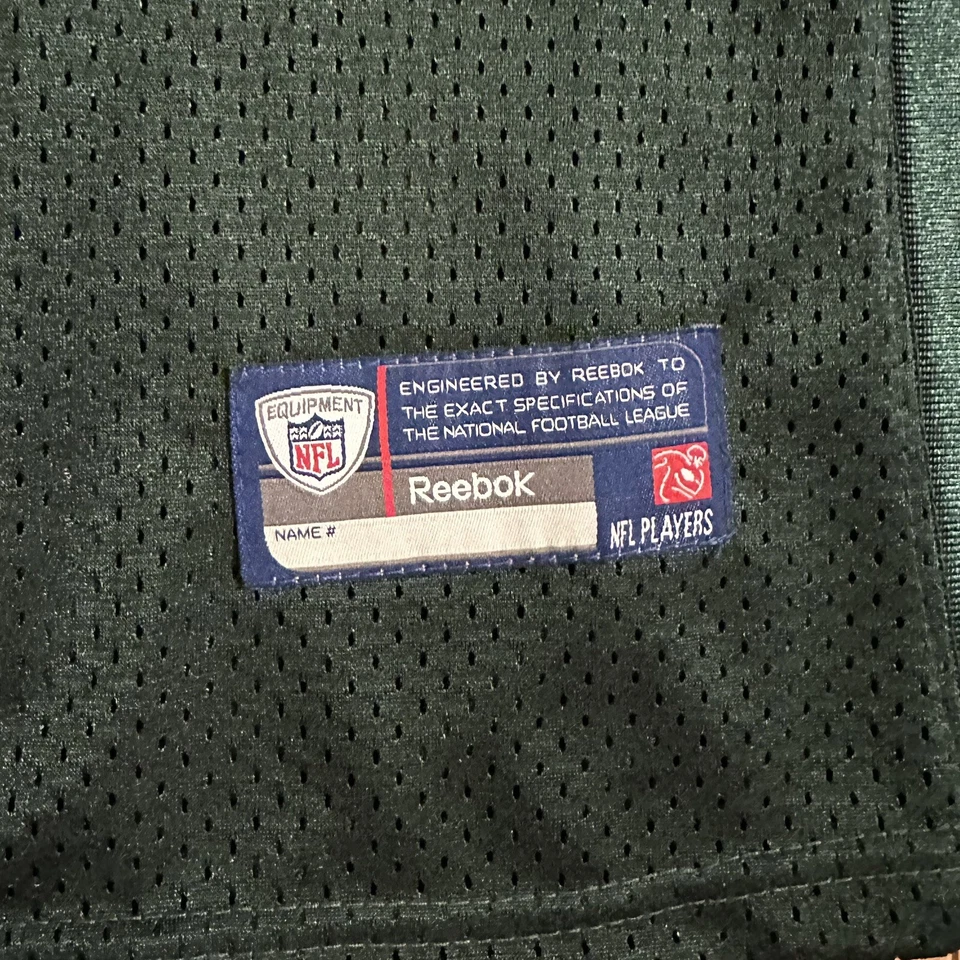 EQUIPMENT
NFL
ENGINEERED BY REEBOK TO
THE EXACT SPECIFICATIONS OF
THE NATIONAL FOOTBALL LEAGUE
Reebok
NAME #
NFL PLAYERS